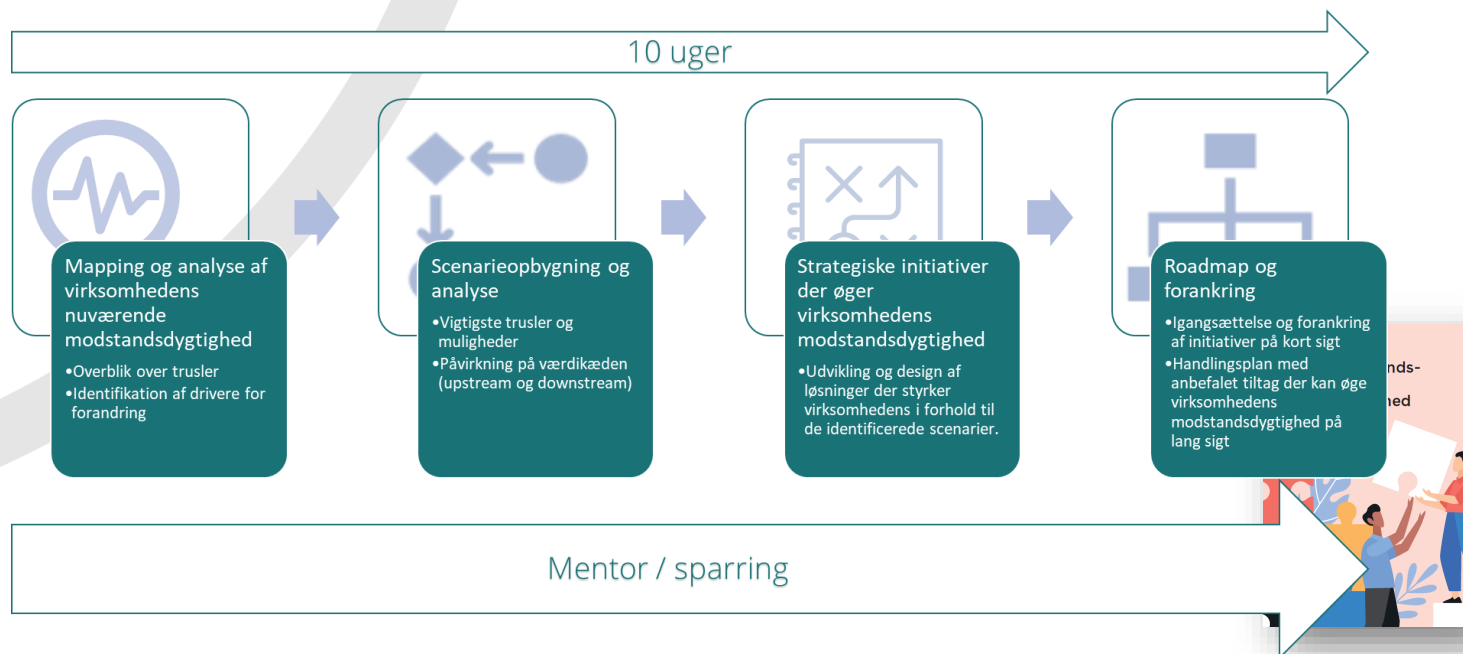 10 uger
Mapping og analyse af
virksomhedens
nuværende
modstandsdygtighed
•Overblik over trusler
•Identifikation af drivere for
forandring
Scenarieopbygning og
analyse
•Vigtigste trusler og
muligheder
•Påvirkning på værdikæden
(upstream og downstream)
Strategiske initiativer
der øger
virksomhedens
modstandsdygtighed
•Udvikling og design af
løsninger der styrker
virksomhedens i forhold til
de identificerede scenarier.
Roadmap og
forankring
•Igangsættelse og forankring
af initiativer på kort sigt
•Handlingsplan med
anbefalet tiltag der kan øge
virksomhedens
modstandsdygtighed på
lang sigt
Mentor / sparring